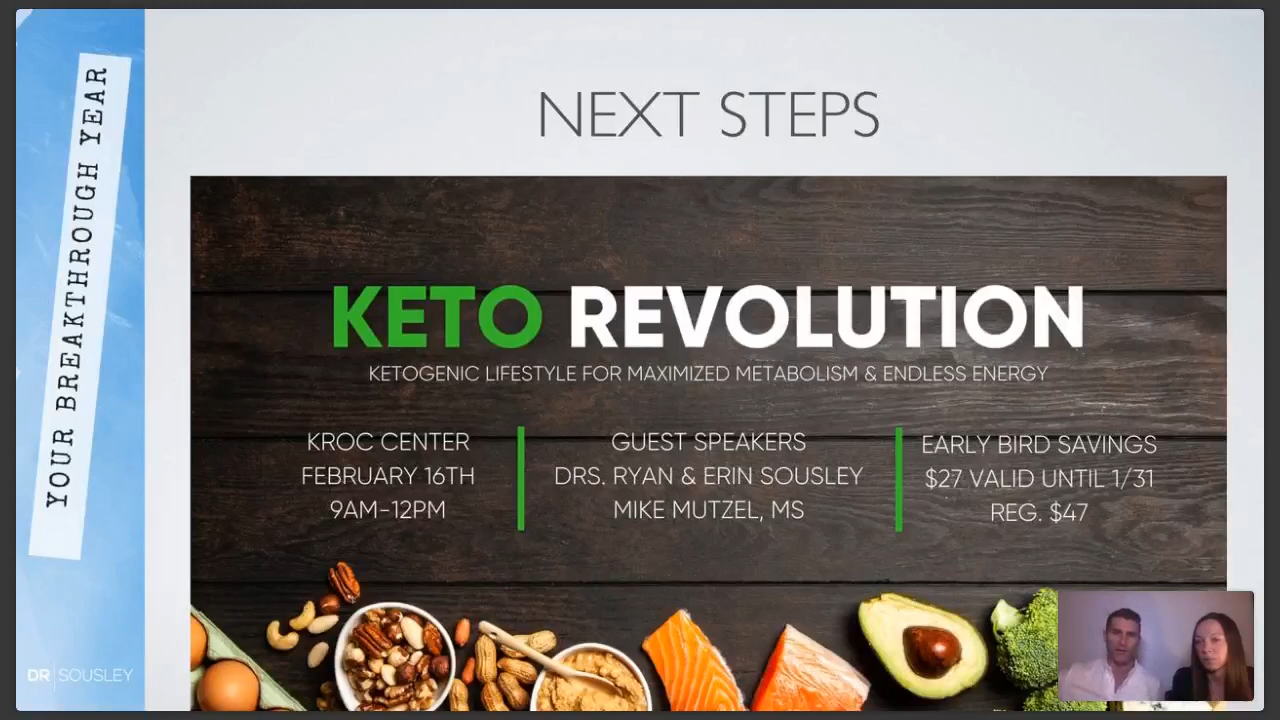 YOUR BREAKTHROUGH YEAR
NEXT STEPS
KETO REVOLUTION
KETOGENIC LIFESTYLE FOR MAXIMIZED METABOLISM & ENDLESS ENERGY
KROC CENTER
FEBRUARY 16TH
9AM-12PM
GUEST SPEAKERS
DRS. RYAN & ERIN SOUSLEY
MIKE MUTZEL, MS
EARLY BIRD SAVINGS
$27 VALID UNTIL 1/31
REG. $47
DR SOUSLEY